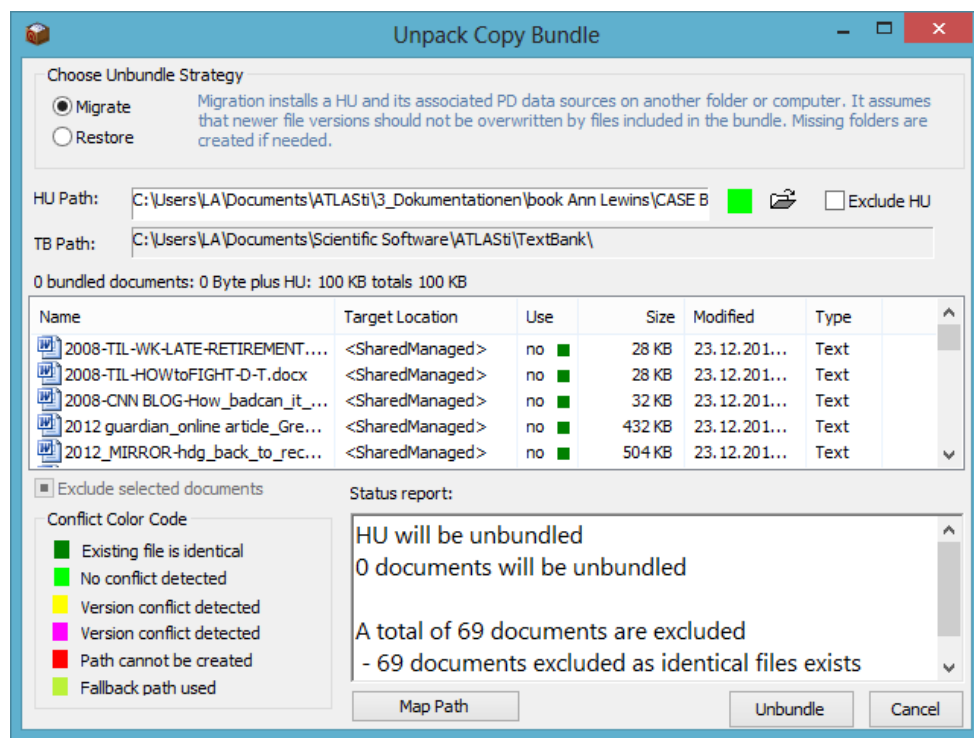 Unpack Copy Bundle
Choose Unbundle Strategy
Migrate
Restore
Migration installs a HU and its associated PD data sources on another folder or computer. It assumes
that newer file versions should not be overwritten by files included in the bundle. Missing folders are
created if needed.
HU Path: C:\Users\LA\Documents\ATLASti\3_Dokumentationen\book Ann Lewins\CASE B Exclude HU
TB Path: C:\Users\LA\Documents\Scientific Software\ATLASti\TextBank\
0 bundled documents: 0 Byte plus HU: 100 KB totals 100 KB
Name Target Location Use Size Modified Type
2008-TIL-WK-LATE-RETIREMENT.... <SharedManaged> no 28 KB 23.12.201... Text
2008-TIL-HOWtoFIGHT-D-T.docx <SharedManaged> no 28 KB 23.12.201... Text
2008-CNN BLOG-How_badcan_it_... <SharedManaged> no 32 KB 23.12.201... Text
2012 guardian_online article_Gre... <SharedManaged> no 432 KB 23.12.201... Text
2012_MIRROR-hdg_back_to_rec... <SharedManaged> no 504 KB 23.12.201... Text
Exclude selected documents
Conflict Color Code
Existing file is identical
No conflict detected
Version conflict detected
Version conflict detected
Path cannot be created
Fallback path used
Status report:
HU will be unbundled
0 documents will be unbundled
A total of 69 documents are excluded
- 69 documents excluded as identical files exists
Map Path Unbundle Cancel